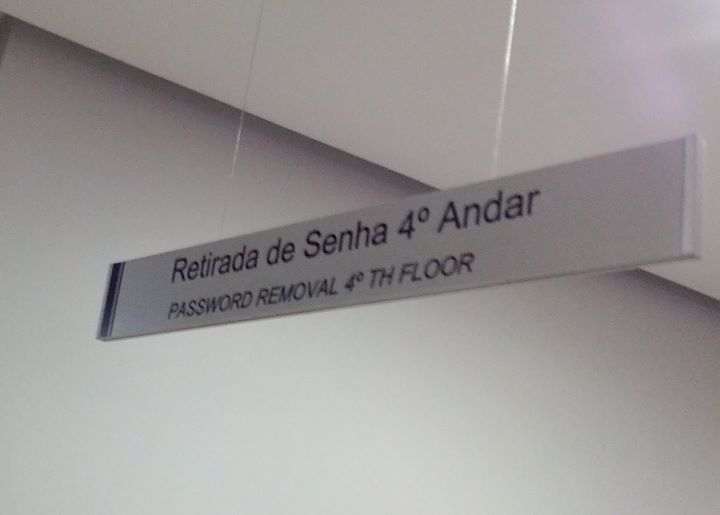 Retirada de Senha 4º Andar
PASSWORD REMOVAL 4º TH FLOOR